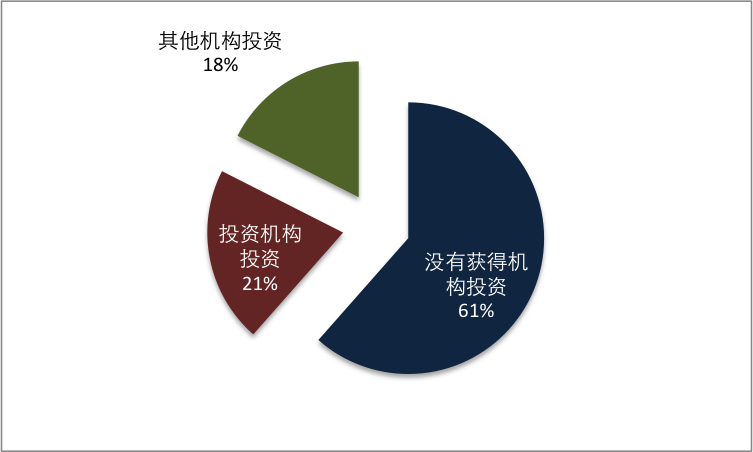 其他机构投资
18%
投资机构
投资
21%
没有获得机
构投资
61%